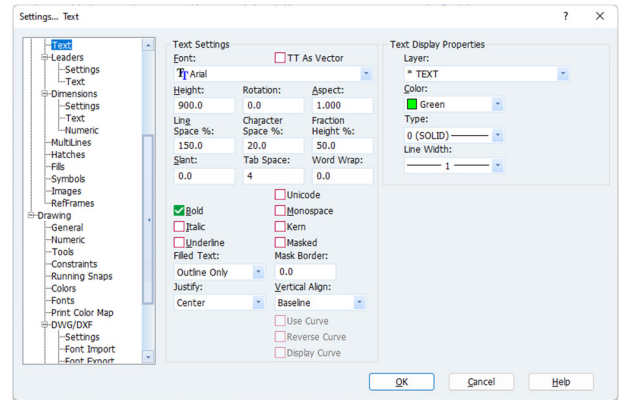 Settings... Text
? ×
Text
Leaders
Settings
Text
Dimensions
Settings
Text
Numeric
MultiLines
Hatches
Fills
Symbols
Images
RefFrames
Drawing
General
Numeric
Tools
Constraints
Running Snaps
Colors
Fonts
Print Color Map
DWG/DXF
Settings
Font Import
Font Export
Text Settings
Font:
TT As Vector
Arial
Height: Rotation: Aspect:
900.0 0.0 1.000
Line Space %: Character Space %: Fraction Height %:
150.0 20.0 50.0
Slant: Tab Space: Word Wrap:
0.0 4 0.0
Unicode
Bold Monospace
Italic Kern
Underline Masked
Filled Text: Mask Border:
Outline Only 0.0
Justify: Vertical Align:
Center Baseline
Use Curve
Reverse Curve
Display Curve
Text Display Properties
Layer:
* TEXT
Color:
Green
Type:
0 (SOLID)
Line Width:
1
OK Cancel Help